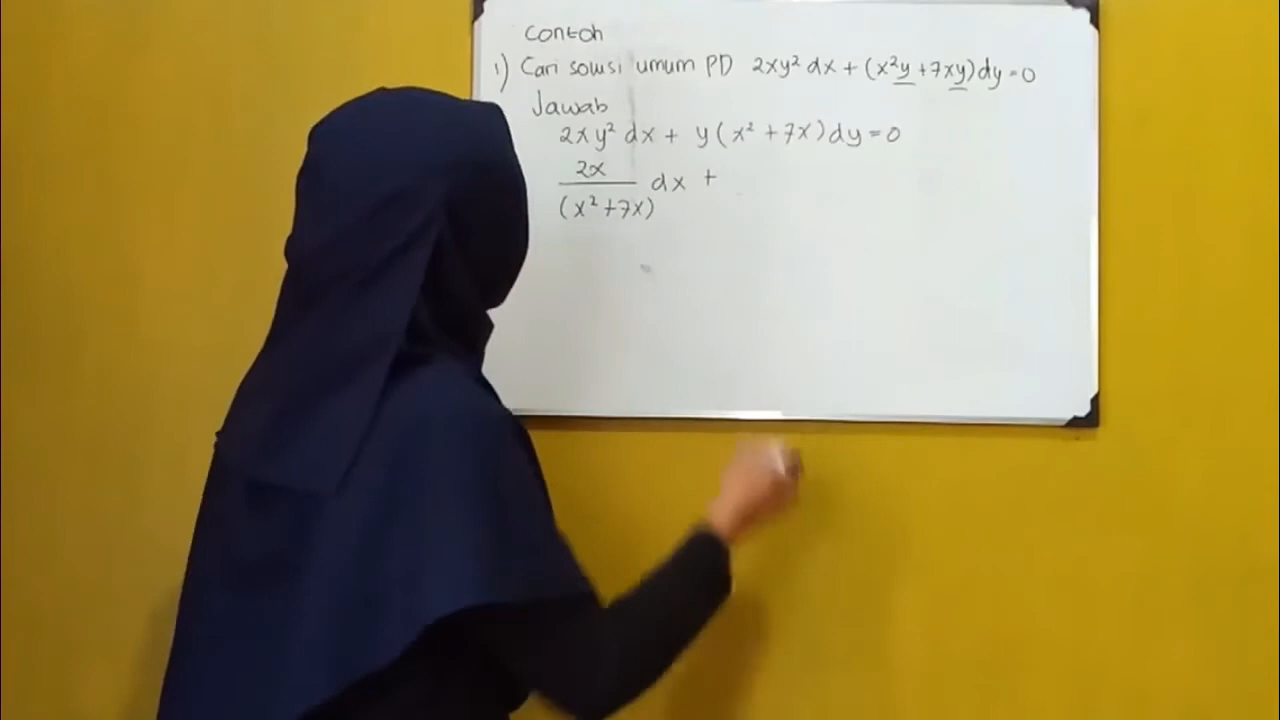 Contoh
1) Cari solusi umum PD 2xy² dx + (x²y + 7xy)dy = 0
Jawab
2xy² dx + y(x² + 7x)dy = 0
2x/(x² + 7x) dx +